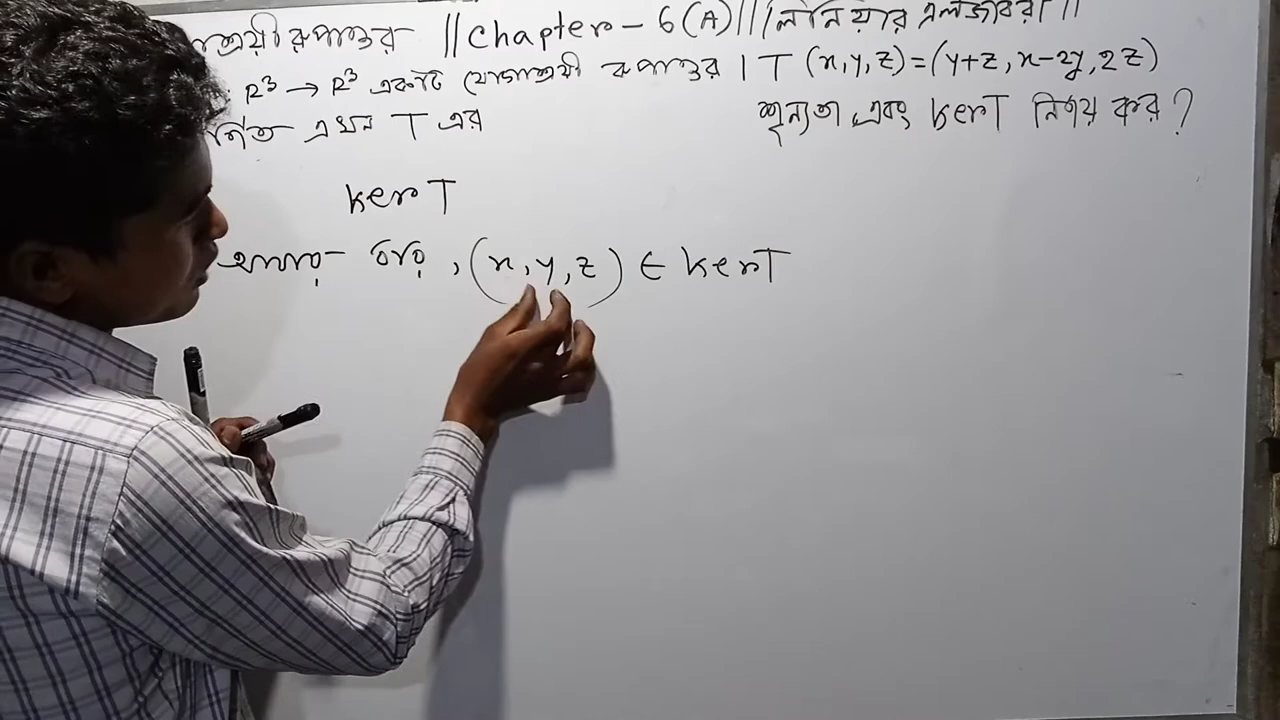 রূপান্তর || Chapter - 6 (A) || লিনিয়ার এলজাবরা ||
R³ → R³ একটি যোগাশ্রয়ী রূপান্তর । T (x, y, z) = (y+z, x-2y, 2z)
এখন T এর শূন্যতা এবং kerT নির্ণয় কর ?
kerT
ধরি, (x, y, z) ∈ kerT